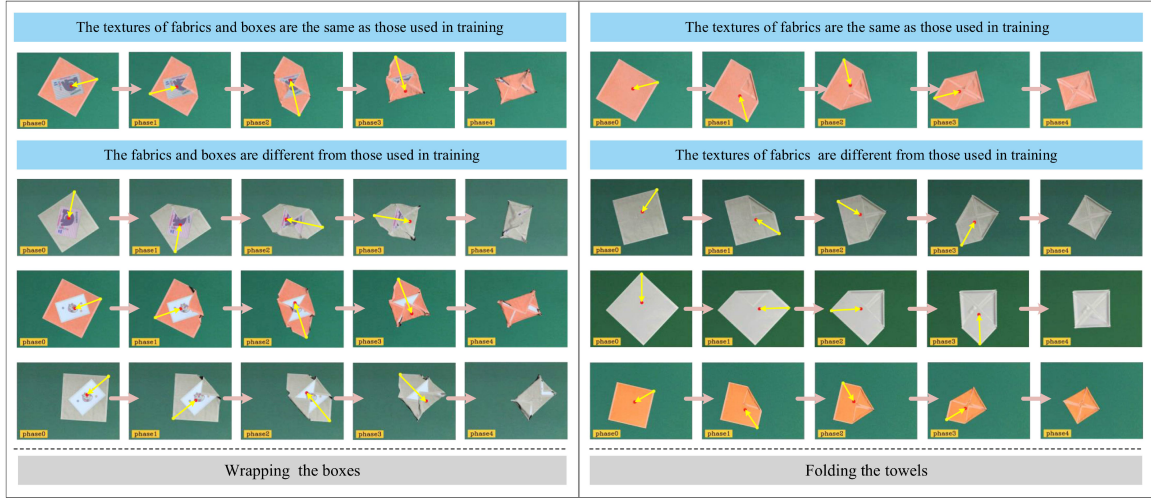 The textures of fabrics and boxes are the same as those used in training
phase0 phase1 phase2 phase3 phase4
The fabrics and boxes are different from those used in training
phase0 phase1 phase2 phase3 phase4
phase0 phase1 phase2 phase3 phase4
phase0 phase1 phase2 phase3 phase4
Wrapping the boxes
The textures of fabrics are the same as those used in training
phase0 phase1 phase2 phase3 phase4
The textures of fabrics are different from those used in training
phase0 phase1 phase2 phase3 phase4
phase0 phase1 phase2 phase3 phase4
phase0 phase1 phase2 phase3 phase4
Folding the towels